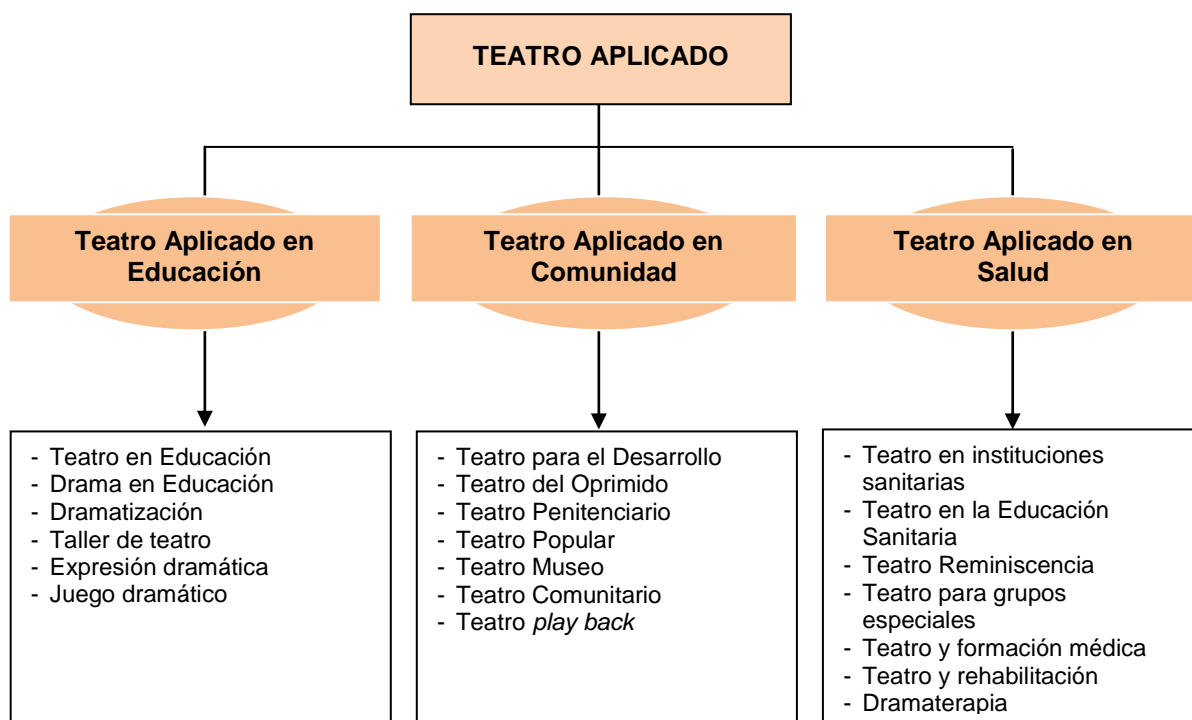 TEATRO APLICADO
Teatro Aplicado en
Educación
Teatro Aplicado en
Comunidad
Teatro Aplicado en
Salud
- Teatro en Educación
- Drama en Educación
- Dramatización
- Taller de teatro
- Expresión dramática
- Juego dramático
- Teatro para el Desarrollo
- Teatro del Oprimido
- Teatro Penitenciario
- Teatro Popular
- Teatro Museo
- Teatro Comunitario
- Teatro play back
- Teatro en instituciones
sanitarias
- Teatro en la Educación
Sanitaria
- Teatro Reminiscencia
- Teatro para grupos
especiales
- Teatro y formación médica
- Teatro y rehabilitación
- Dramaterapia